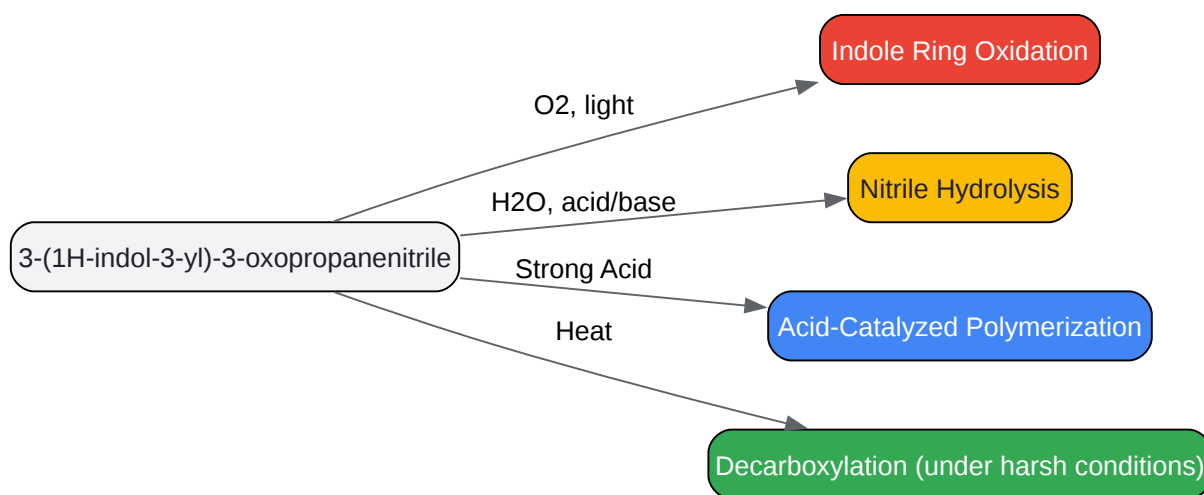 Indole Ring Oxidation
O2, light
Nitrile Hydrolysis
H2O, acid/base
3-(1H-indol-3-yl)-3-oxopropanenitrile
Strong Acid
Acid-Catalyzed Polymerization
Heat
Decarboxylation (under harsh conditions)